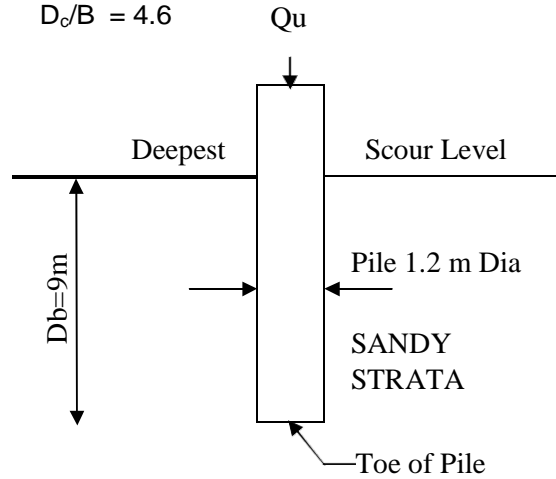 D_c/B = 4.6
Qu
Deepest
Scour Level
Db=9m
Pile 1.2 m Dia
SANDY
STRATA
Toe of Pile